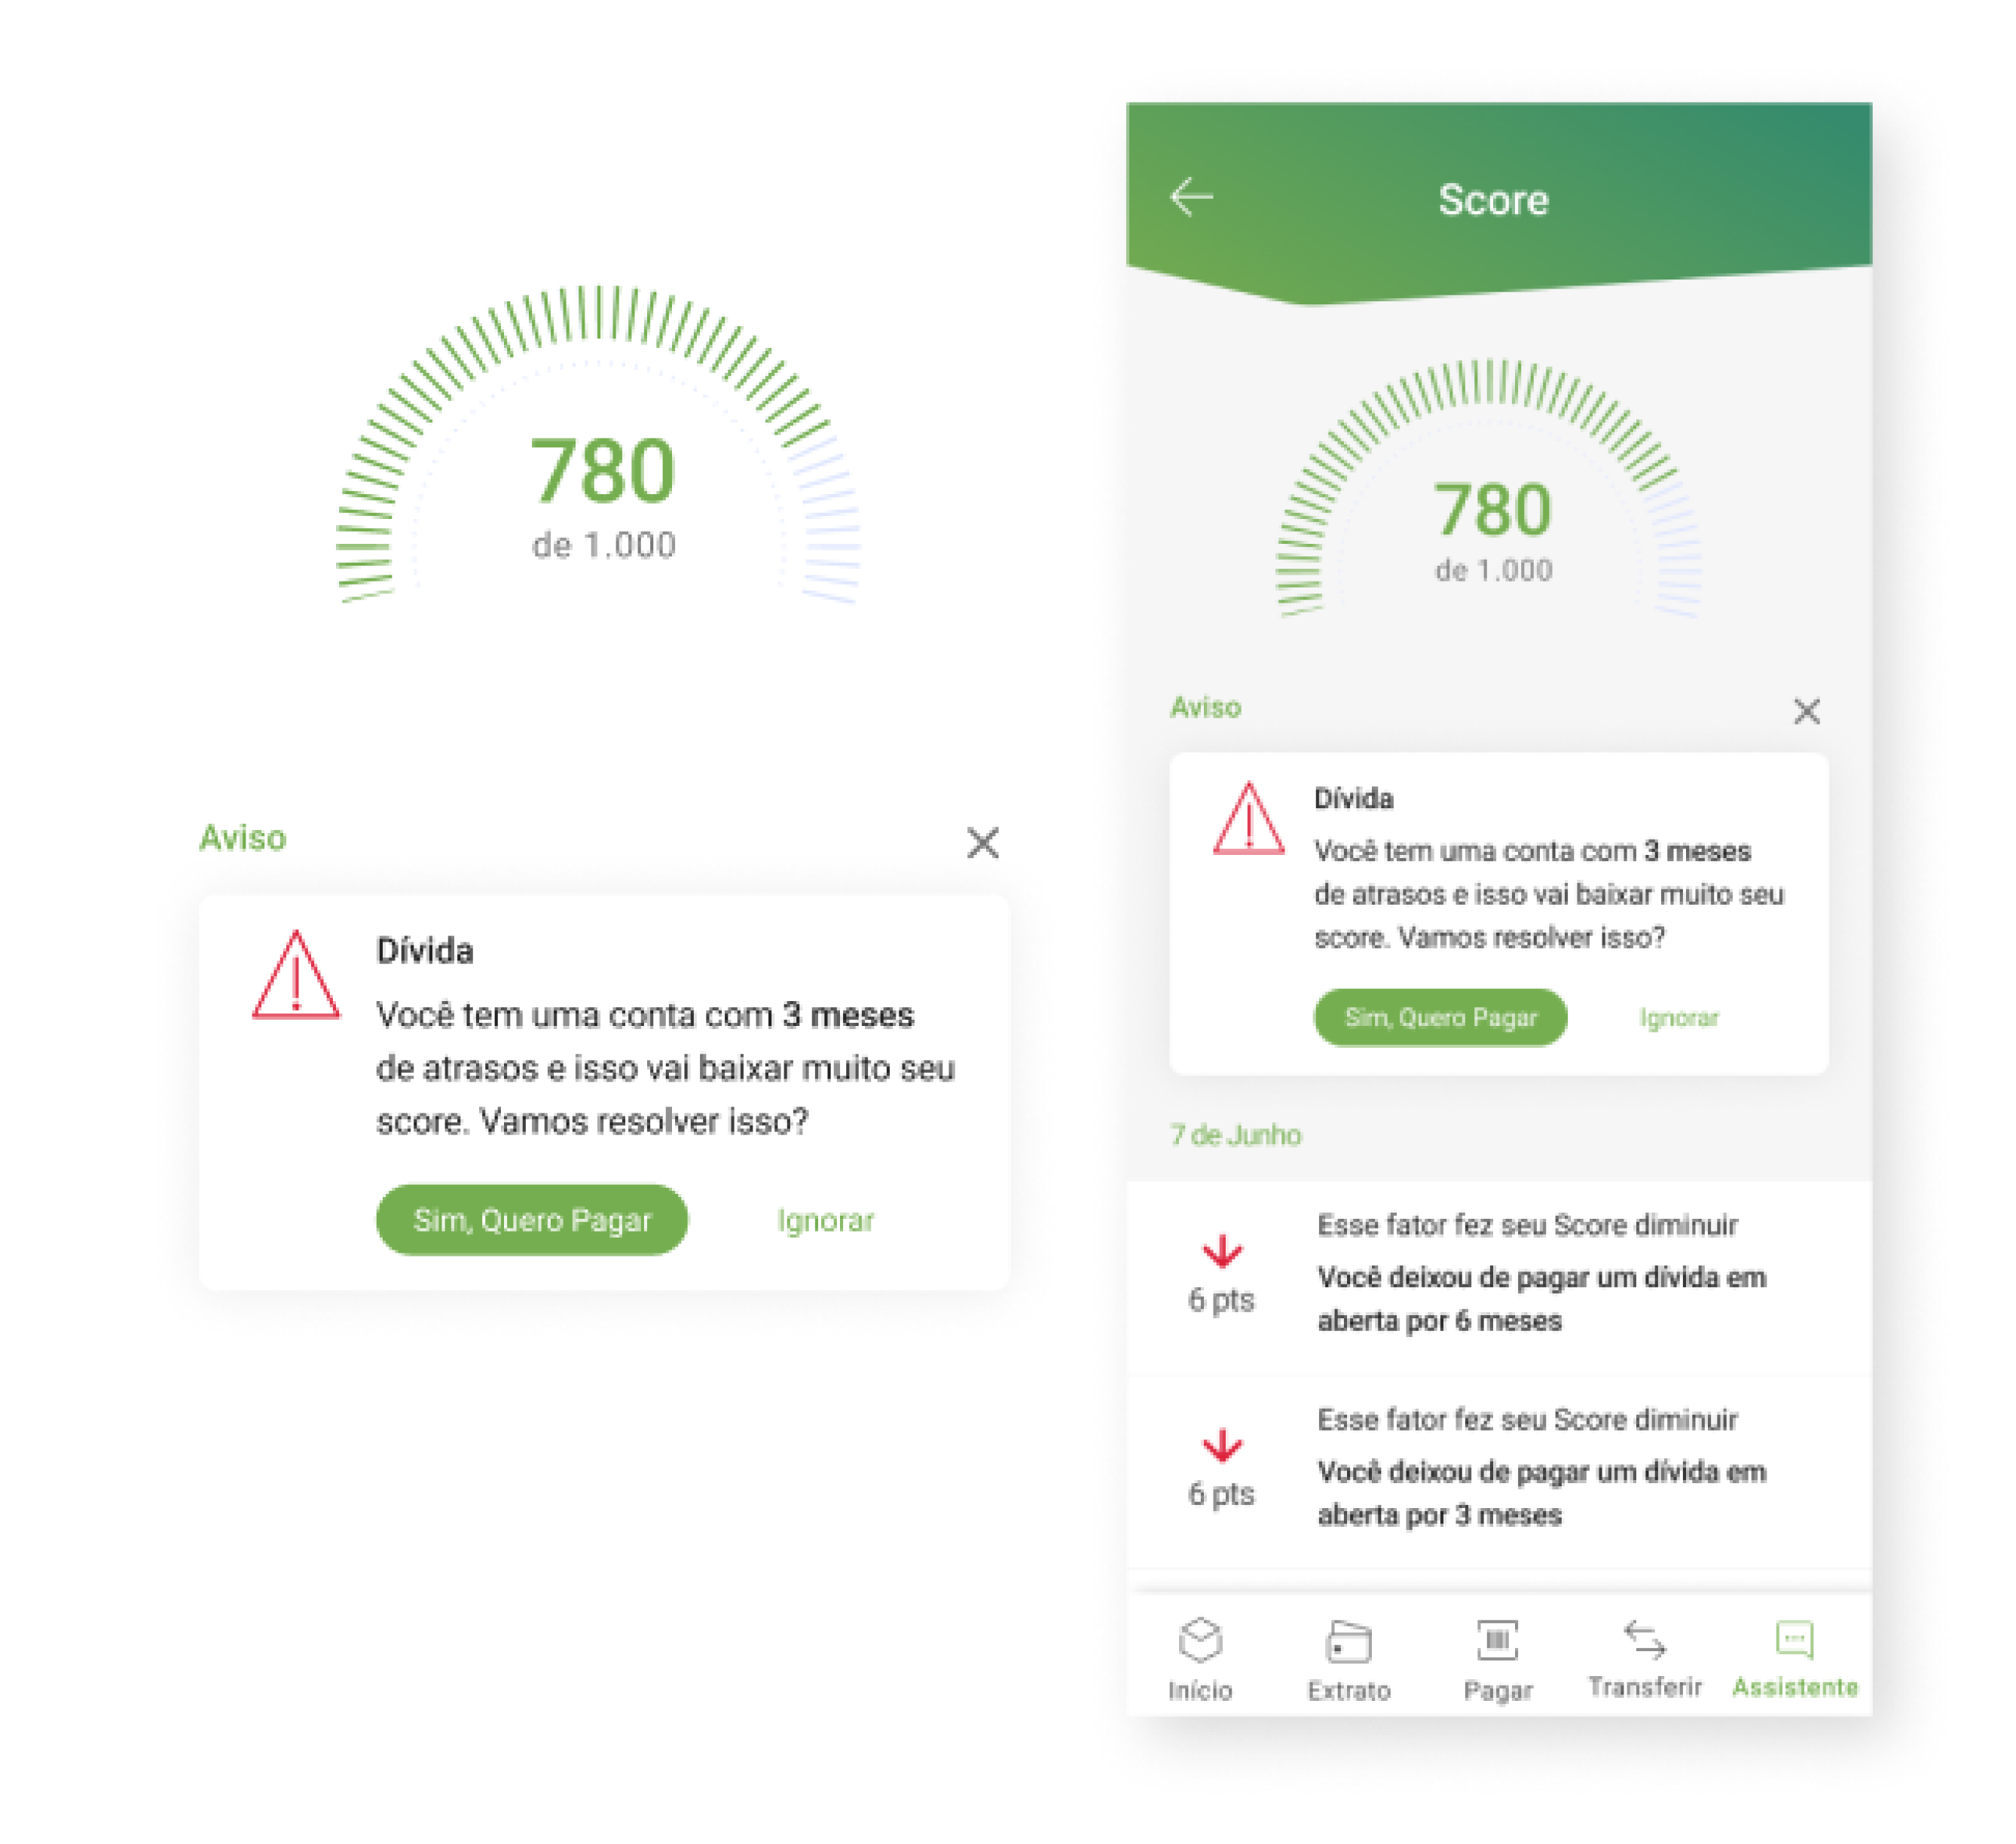 780
de 1.000
Aviso
Dívida
Você tem uma conta com 3 meses
de atrasos e isso vai baixar muito seu
score. Vamos resolver isso?
Sim, Quero Pagar
Ignorar
Score
780
de 1.000
Aviso
Dívida
Você tem uma conta com 3 meses
de atrasos e isso vai baixar muito seu
score. Vamos resolver isso?
Sim, Quero Pagar
Ignorar
7 de Junho
Esse fator fez seu Score diminuir
Você deixou de pagar um dívida em
aberta por 6 meses
6 pts
Esse fator fez seu Score diminuir
Você deixou de pagar um dívida em
aberta por 3 meses
6 pts
Início
Extrato
Pagar
Transferir
Assistente